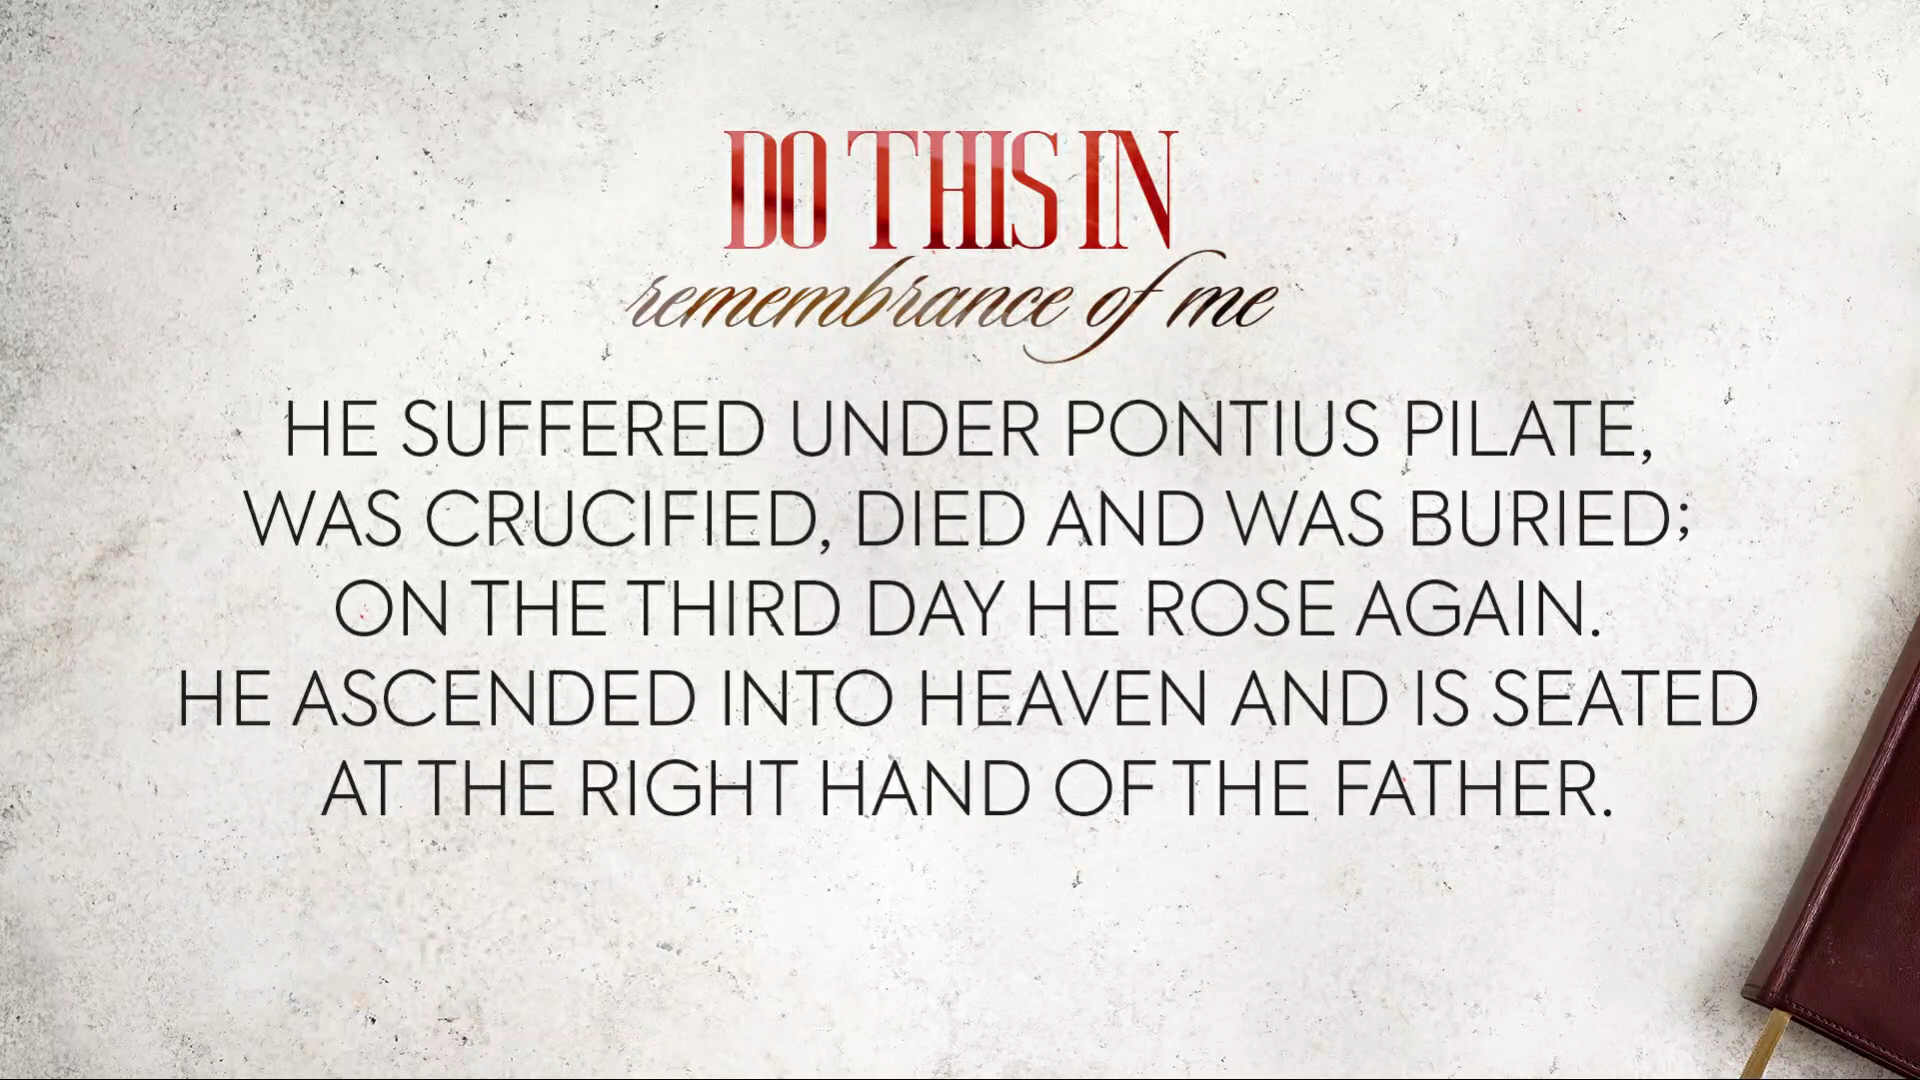 DO THIS IN
remembrance of me
HE SUFFERED UNDER PONTIUS PILATE,
WAS CRUCIFIED, DIED AND WAS BURIED;
ON THE THIRD DAY HE ROSE AGAIN.
HE ASCENDED INTO HEAVEN AND IS SEATED
AT THE RIGHT HAND OF THE FATHER.